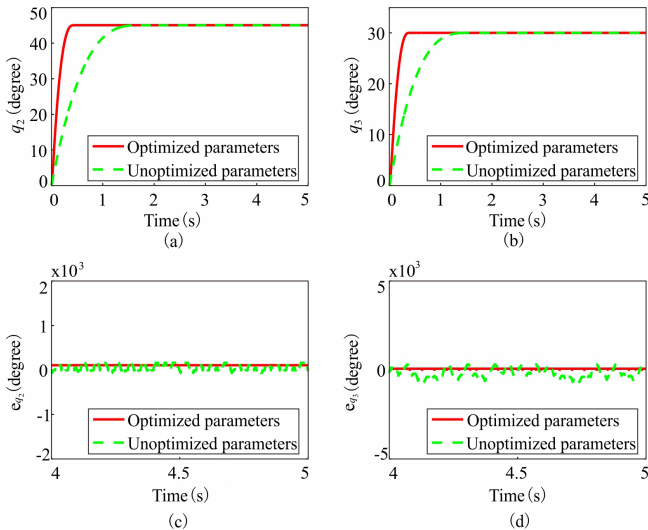 50
40
30
20
10
0
q₂ (degree)
Optimized parameters
Unoptimized parameters
0 1 2 3 4 5
Time (s)
(a)
30
20
10
0
q₃ (degree)
Optimized parameters
Unoptimized parameters
0 1 2 3 4 5
Time (s)
(b)
x10³
2
1
0
-1
-2
e_q₂ (degree)
Optimized parameters
Unoptimized parameters
4 4.5 5
Time (s)
(c)
x10³
5
0
-5
e_q₃ (degree)
Optimized parameters
Unoptimized parameters
4 4.5 5
Time (s)
(d)